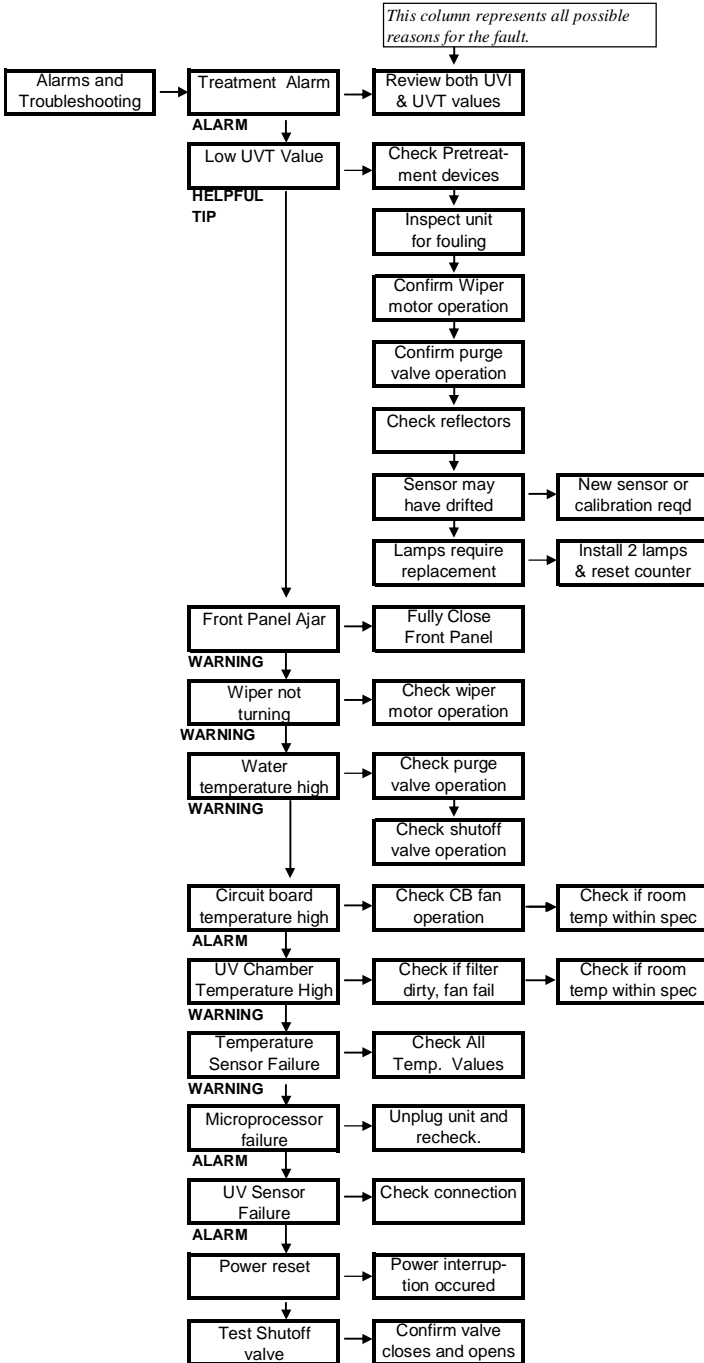 This column represents all possible
reasons for the fault.
Alarms and
Troubleshooting
Treatment Alarm
Review both UVI
& UVT values
ALARM
Low UVT Value
Check Pretreat-
ment devices
HELPFUL
TIP
Inspect unit
for fouling
Confirm Wiper
motor operation
Confirm purge
valve operation
Check reflectors
Sensor may
have drifted
New sensor or
calibration reqd
Lamps require
replacement
Install 2 lamps
& reset counter
Front Panel Ajar
Fully Close
Front Panel
WARNING
Wiper not
turning
Check wiper
motor operation
WARNING
Water
temperature high
Check purge
valve operation
WARNING
Check shutoff
valve operation
Circuit board
temperature high
Check CB fan
operation
Check if room
temp within spec
ALARM
UV Chamber
Temperature High
Check if filter
dirty, fan fail
Check if room
temp within spec
WARNING
Temperature
Sensor Failure
Check All
Temp. Values
WARNING
Microprocessor
failure
Unplug unit and
recheck.
ALARM
UV Sensor
Failure
Check connection
ALARM
Power reset
Power interrup-
tion occured
Test Shutoff
valve
Confirm valve
closes and opens